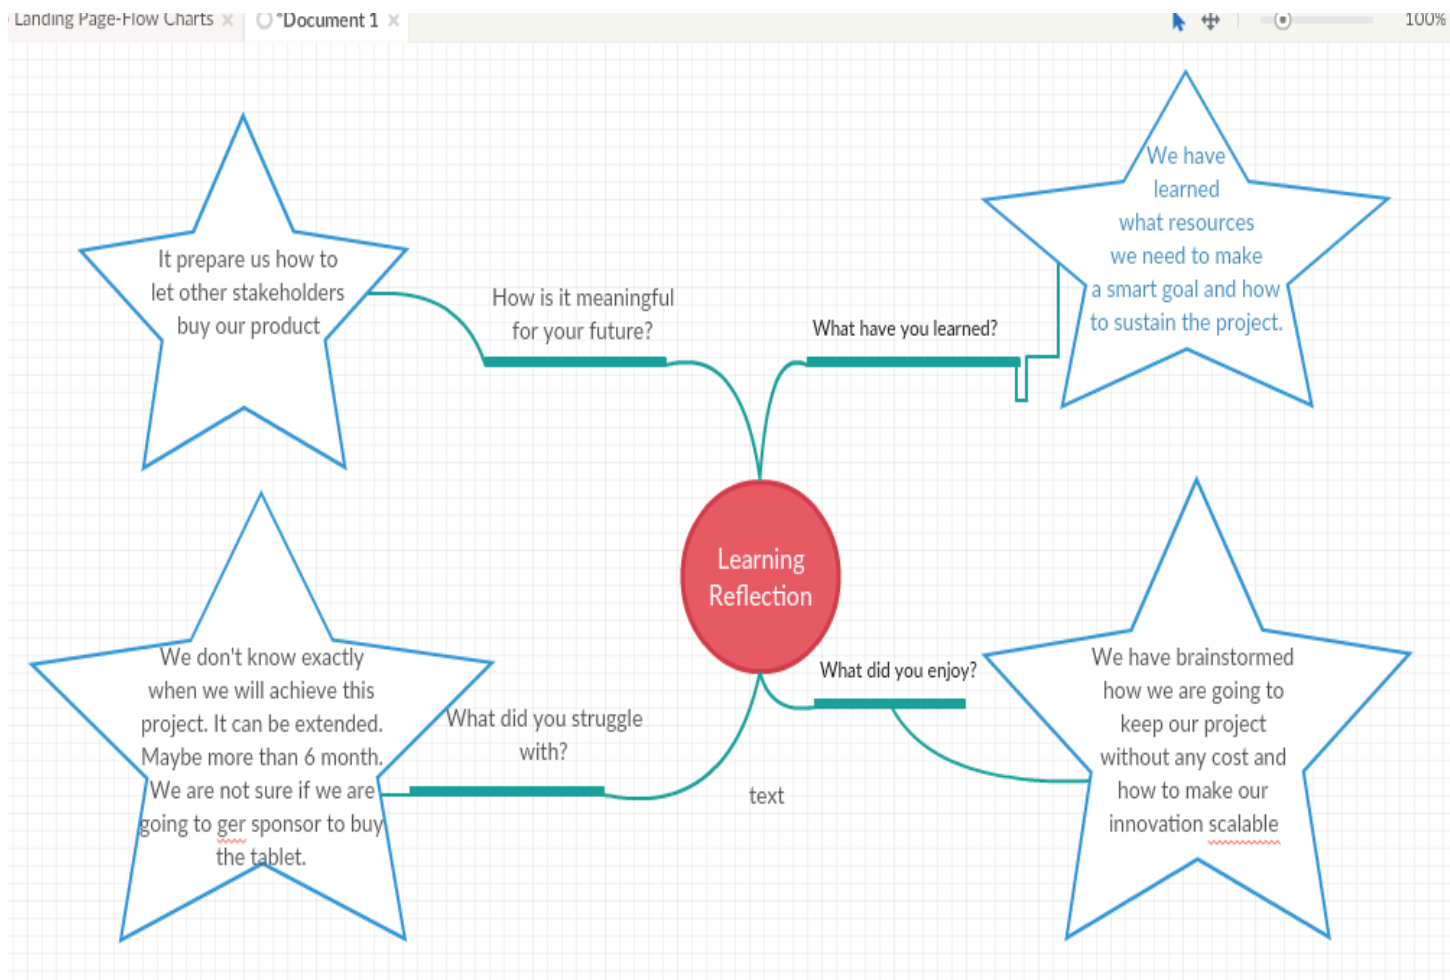 Landing Page-Flow Charts
*Document 1
100%
We have
learned
what resources
we need to make
a smart goal and how
to sustain the project.
It prepare us how to
let other stakeholders
buy our product
How is it meaningful
for your future?
What have you learned?
Learning
Reflection
We don't know exactly
when we will achieve this
project. It can be extended.
Maybe more than 6 month.
We are not sure if we are
going to ger sponsor to buy
the tablet.
What did you struggle
with?
What did you enjoy?
text
We have brainstormed
how we are going to
keep our project
without any cost and
how to make our
innovation scalable